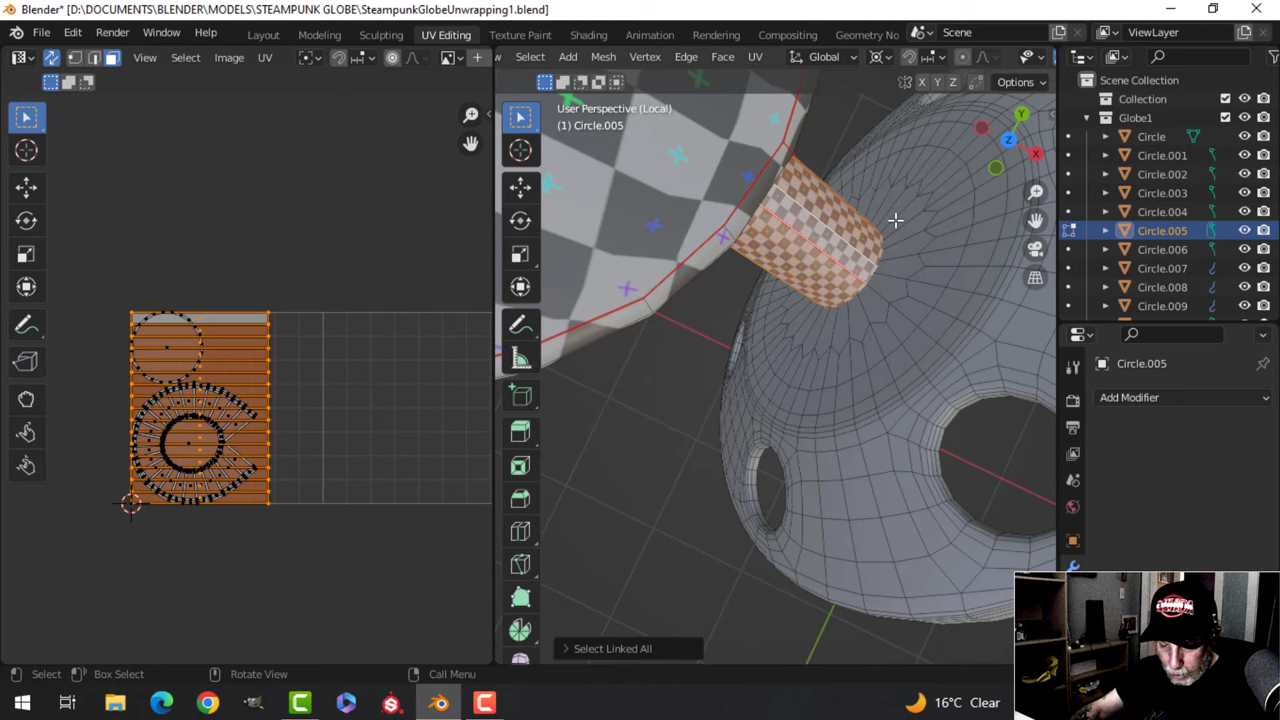 Blender* [D:\DOCUMENTS\BLENDER\MODELS\STEAMPUNK GLOBE\SteampunkGlobeUnwrapping1.blend]
File Edit Render Window Help Layout Modeling Sculpting UV Editing Texture Paint Shading Animation Rendering Compositing Geometry No Scene ViewLayer
View Select Image UV Select Add Mesh Vertex Edge Face UV Global
X Y Z Options
User Perspective (Local)
(1) Circle.005
Y
Z
X
Scene Collection
Collection
Globe1
Circle
Circle.001
Circle.002
Circle.003
Circle.004
Circle.005
Circle.006
Circle.007
Circle.008
Circle.009
Circle.005
Add Modifier
Select Linked All
Select Box Select Rotate View Call Menu
16°C Clear